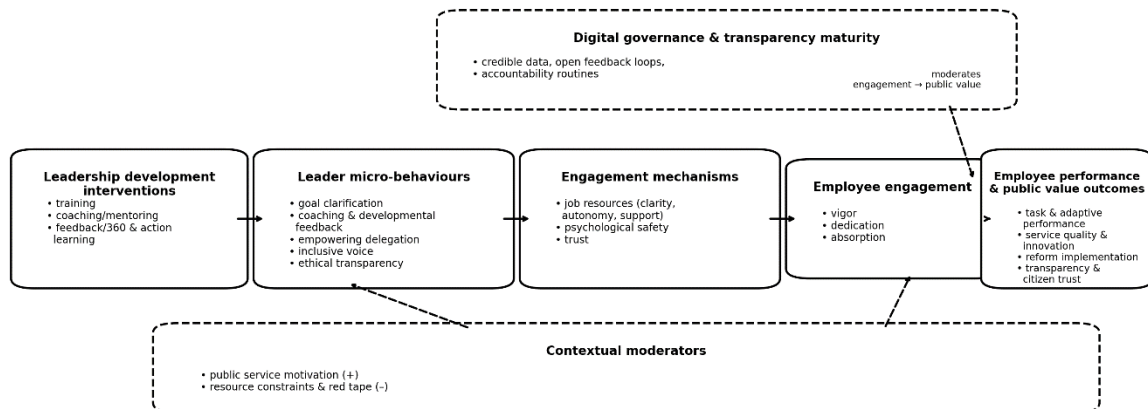 Digital governance & transparency maturity
• credible data, open feedback loops,
• accountability routines
moderates
engagement → public value
Leadership development
interventions
• training
• coaching/mentoring
• feedback/360 & action
learning
Leader micro-behaviours
• goal clarification
• coaching & developmental
feedback
• empowering delegation
• inclusive voice
• ethical transparency
Engagement mechanisms
• job resources (clarity,
autonomy, support)
• psychological safety
• trust
Employee engagement
• vigor
• dedication
• absorption
Employee performance
& public value outcomes
• task & adaptive
performance
• service quality &
innovation
• reform implementation
• transparency &
citizen trust
Contextual moderators
• public service motivation (+)
• resource constraints & red tape (–)